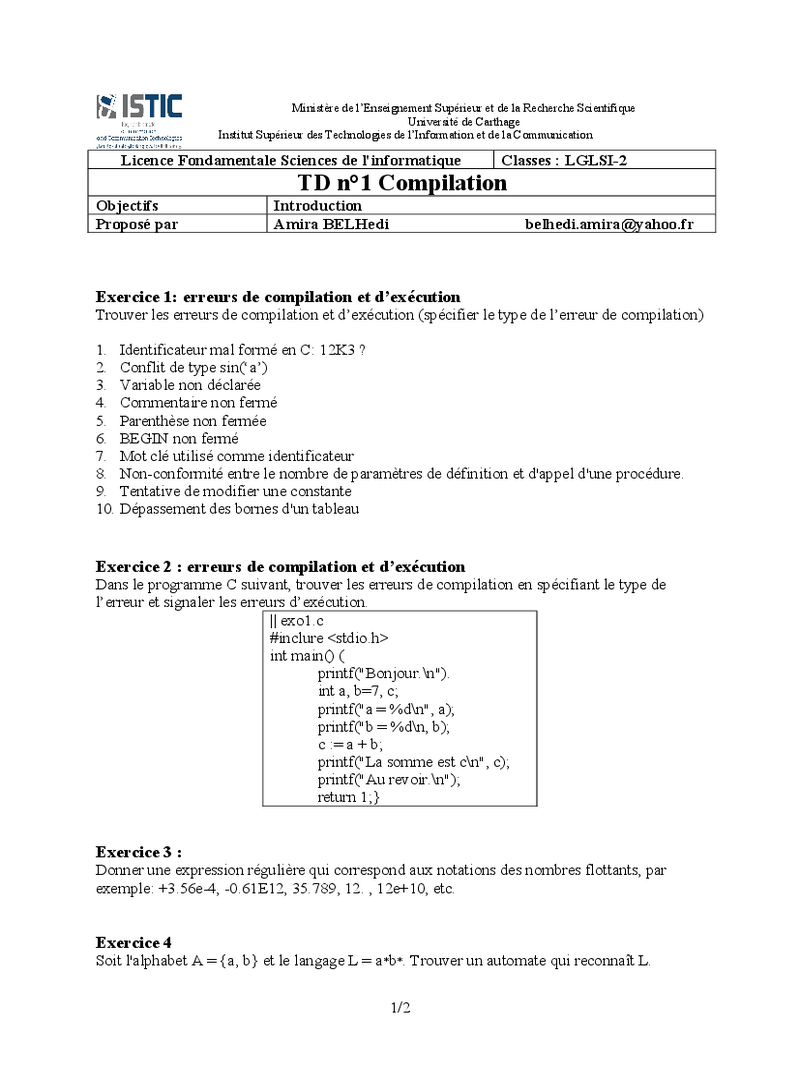 ISTIC
Ministère de l'Enseignement Supérieur et de la Recherche Scientifique
Université de Carthage
Institut Supérieur des Technologies de l'Information et de la Communication
Licence Fondamentale Sciences de l'informatique
Classes : LGLSI-2
TD n°1 Compilation
Objectifs
Introduction
Proposé par
Amira BELHedi belhedi.amira@yahoo.fr
Exercice 1: erreurs de compilation et d'exécution
Trouver les erreurs de compilation et d'exécution (spécifier le type de l'erreur de compilation)
1. Identificateur mal formé en C: 12K3 ?
2. Conflit de type sin('a')
3. Variable non déclarée
4. Commentaire non fermé
5. Parenthèse non fermée
6. BEGIN non fermé
7. Mot clé utilisé comme identificateur
8. Non-conformité entre le nombre de paramètres de définition et d'appel d'une procédure.
9. Tentative de modifier une constante
10. Dépassement des bornes d'un tableau
Exercice 2 : erreurs de compilation et d'exécution
Dans le programme C suivant, trouver les erreurs de compilation en spécifiant le type de
l'erreur et signaler les erreurs d'exécution.
|| exo1.c
#inclure <stdio.h>
int main() (
printf("Bonjour.\n").
int a, b=7, c;
printf("a = %d\n", a);
printf("b = %d\n, b);
c := a + b;
printf("La somme est c\n", c);
printf("Au revoir.\n");
return 1;}
Exercice 3 :
Donner une expression régulière qui correspond aux notations des nombres flottants, par
exemple: +3.56e-4, -0.61E12, 35.789, 12. , 12e+10, etc.
Exercice 4
Soit l'alphabet A = {a, b} et le langage L = a*b*. Trouver un automate qui reconnaît L.
1/2